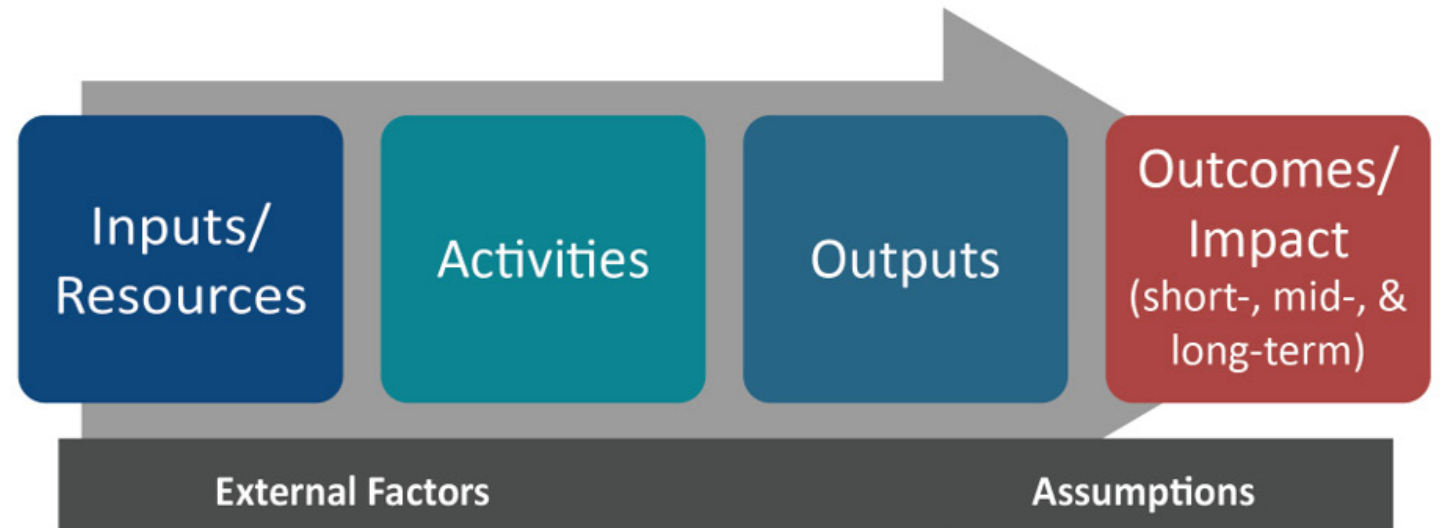 Inputs/
Resources
Activities
Outputs
Outcomes/
Impact
(short-, mid-, &
long-term)
External Factors
Assumptions